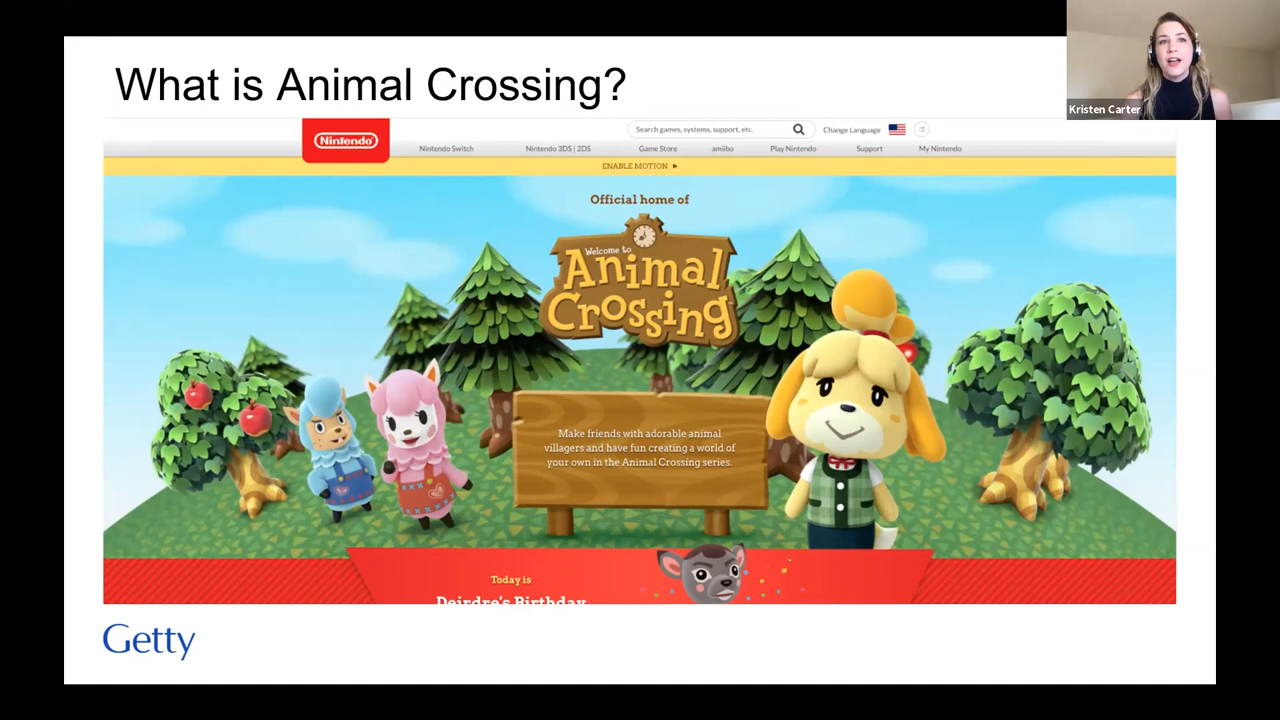 What is Animal Crossing?
Kristen Carter
Nintendo
Search games, systems, support, etc.
Change Language
Nintendo Switch
Nintendo 3DS | 2DS
Game Store
amiibo
Play Nintendo
Support
My Nintendo
ENABLE MOTION
Official home of
Welcome to
Animal
Crossing
Make friends with adorable animal
villagers and have fun creating a world of
your own in the Animal Crossing series.
Today is
Deirdre's Birthday
Getty